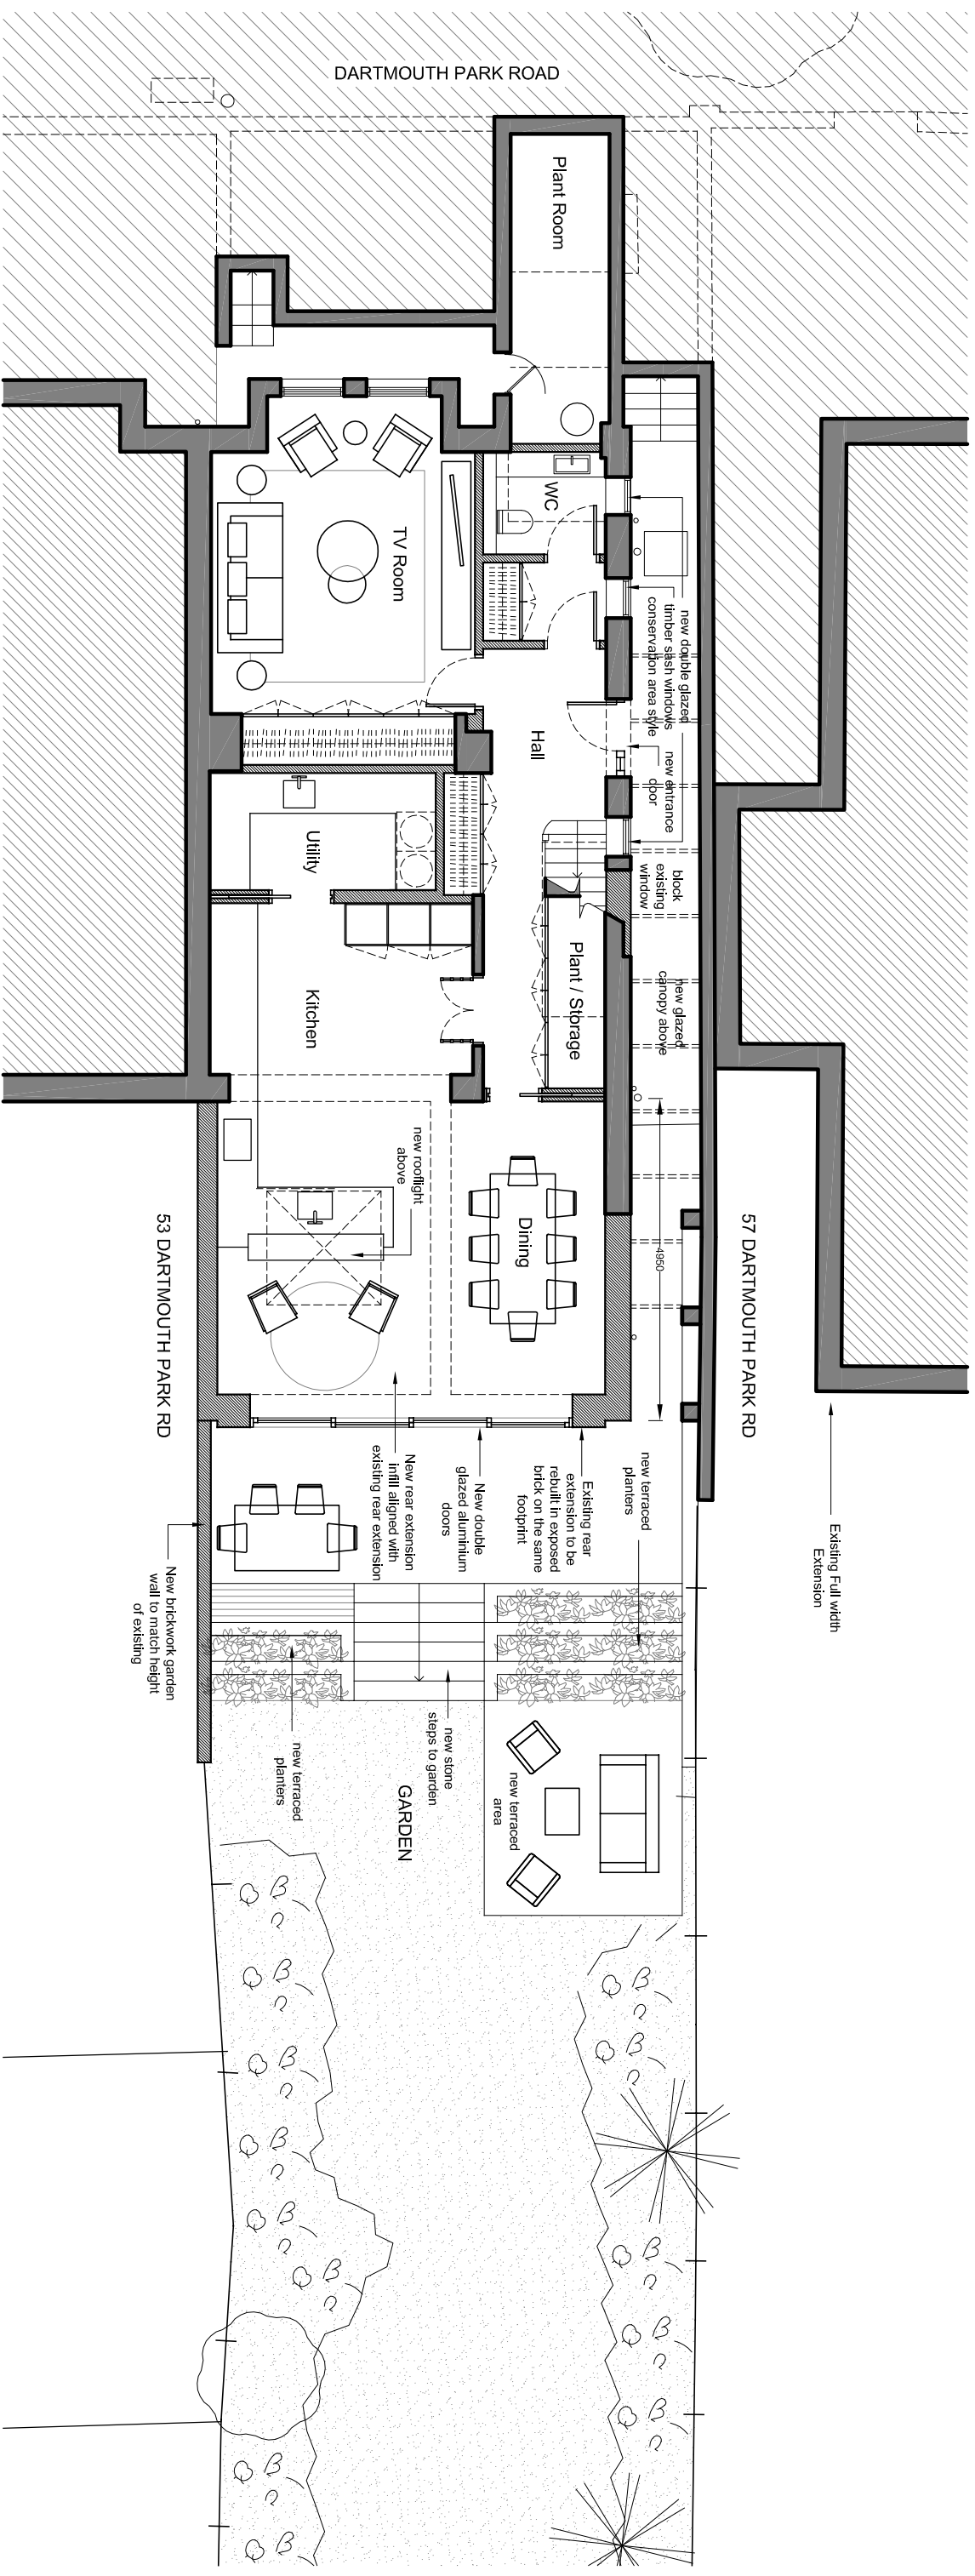 DARTMOUTH PARK ROAD
Plant Room
WC
TV Room
new double glazed
timber sash windows
conservation area style
new entrance
door
Hall
block
existing
window
Utility
new glazed
canopy above
Plant / Storage
Kitchen
new rooflight
above
Dining
4950
53 DARTMOUTH PARK RD
57 DARTMOUTH PARK RD
Existing Full width
Extension
new terraced
planters
Existing rear
extension to be
rebuilt in exposed
brick on the same
footprint
New double
glazed aluminium
doors
New rear extension
infill aligned with
existing rear extension
New brickwork garden
wall to match height
of existing
new stone
steps to garden
new terraced
planters
new terraced
area
GARDEN